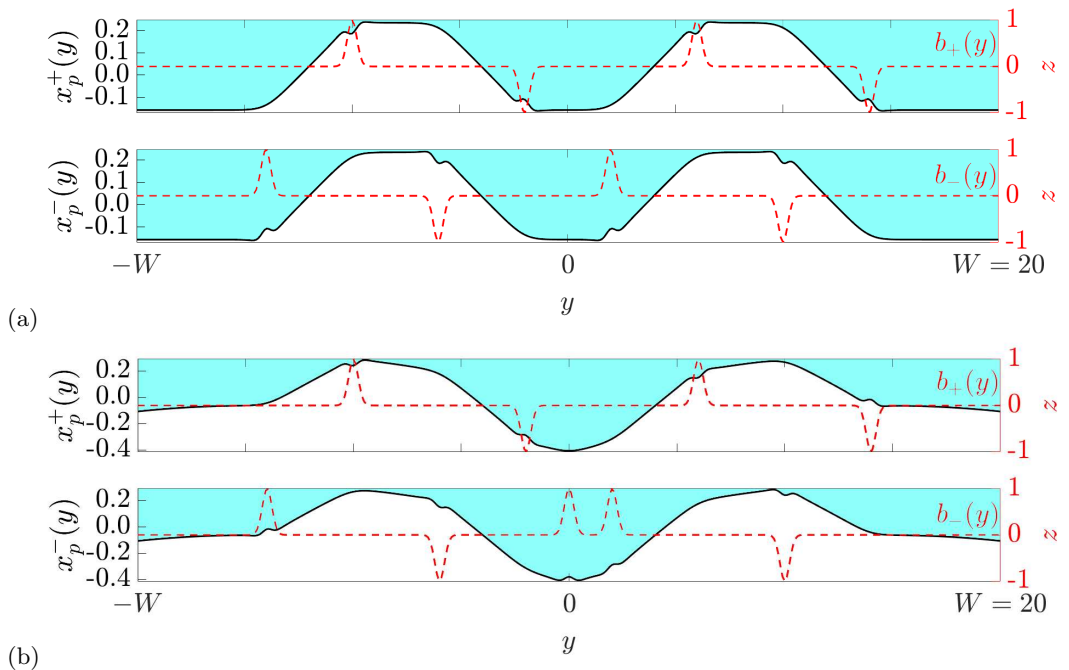 0.2 1
x_p^+(y) 0.1 b_+(y)
0.0 0 z
-0.1 -1
x_p^-(y) 0.2 1
0.1 b_-(y)
0.0 0 z
-0.1 -1
−W 0 W = 20
y
(a)
x_p^+(y) 0.2 1
0.0 b_+(y)
-0.2 0 z
-0.4 -1
x_p^-(y) 0.2 1
0.0 b_-(y)
-0.2 0 z
-0.4 -1
−W 0 W = 20
y
(b)